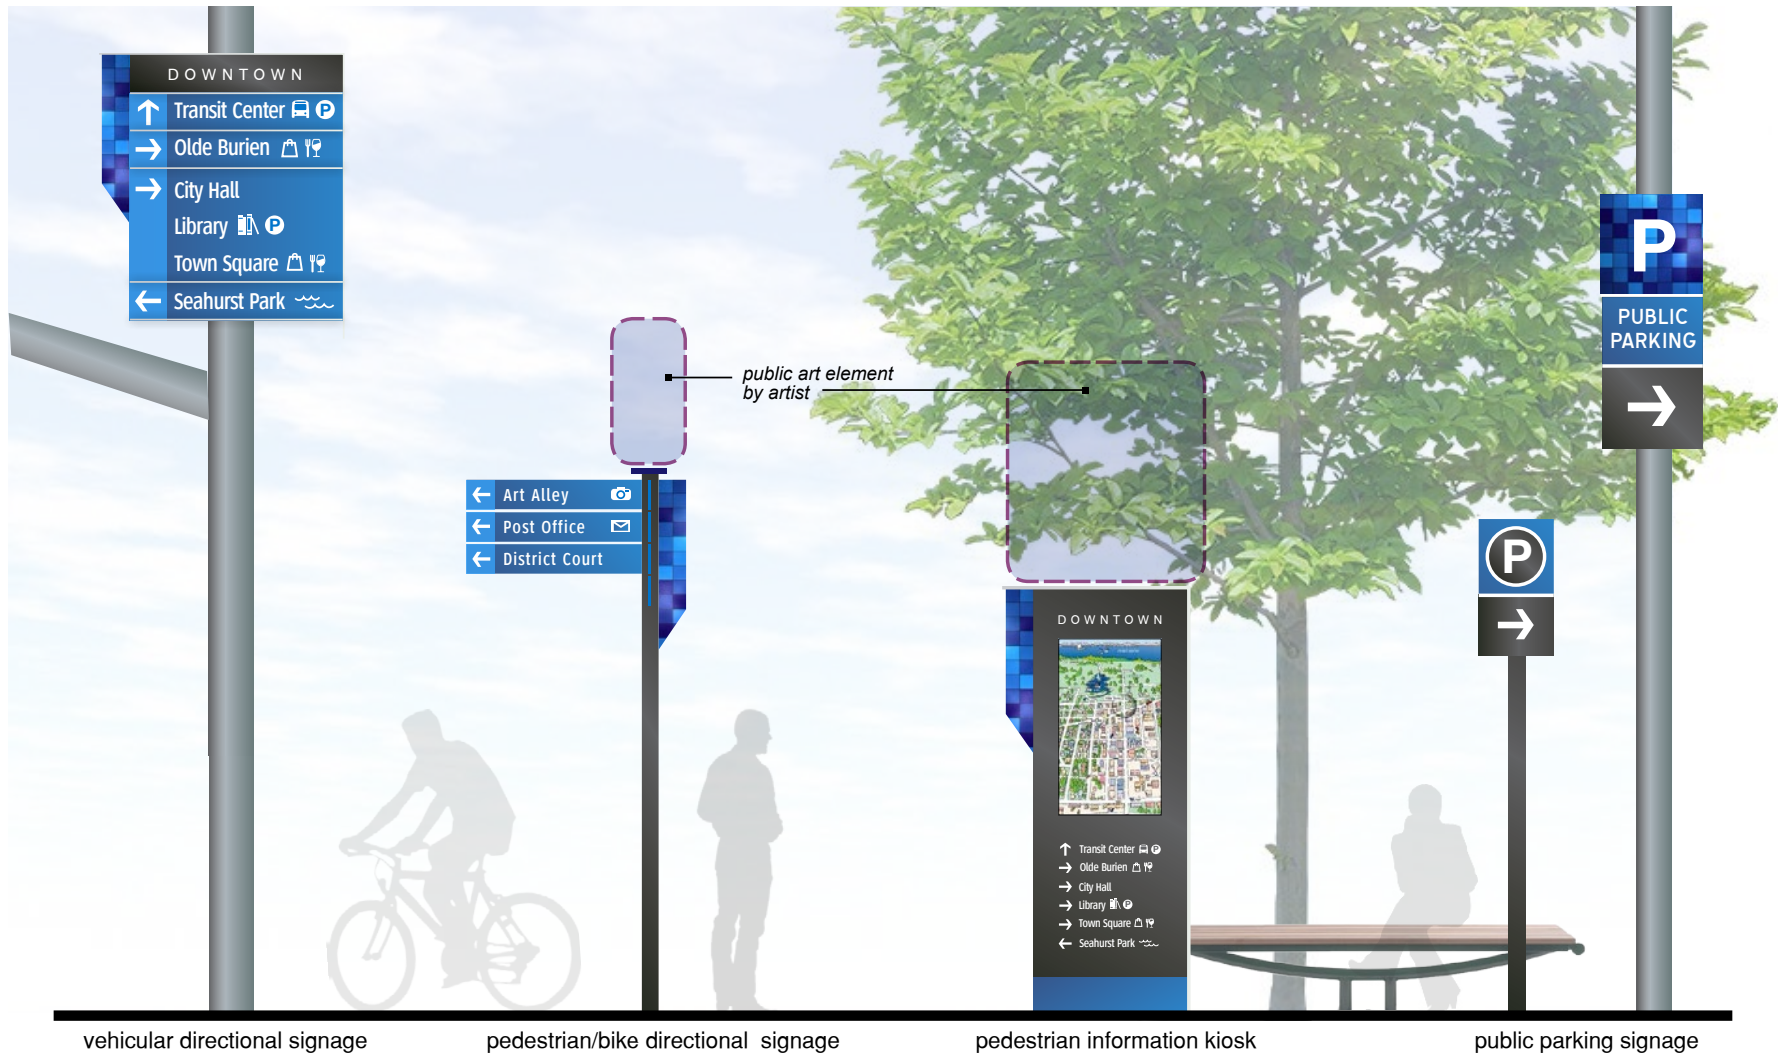 DOWNTOWN
Transit Center P
Olde Burien
City Hall
Library P
Town Square
Seahurst Park
public art element
by artist
Art Alley
Post Office
District Court
P
PUBLIC
PARKING
P
DOWNTOWN
Transit Center P
Olde Burien
City Hall
Library P
Town Square
Seahurst Park
vehicular directional signage
pedestrian/bike directional signage
pedestrian information kiosk
public parking signage